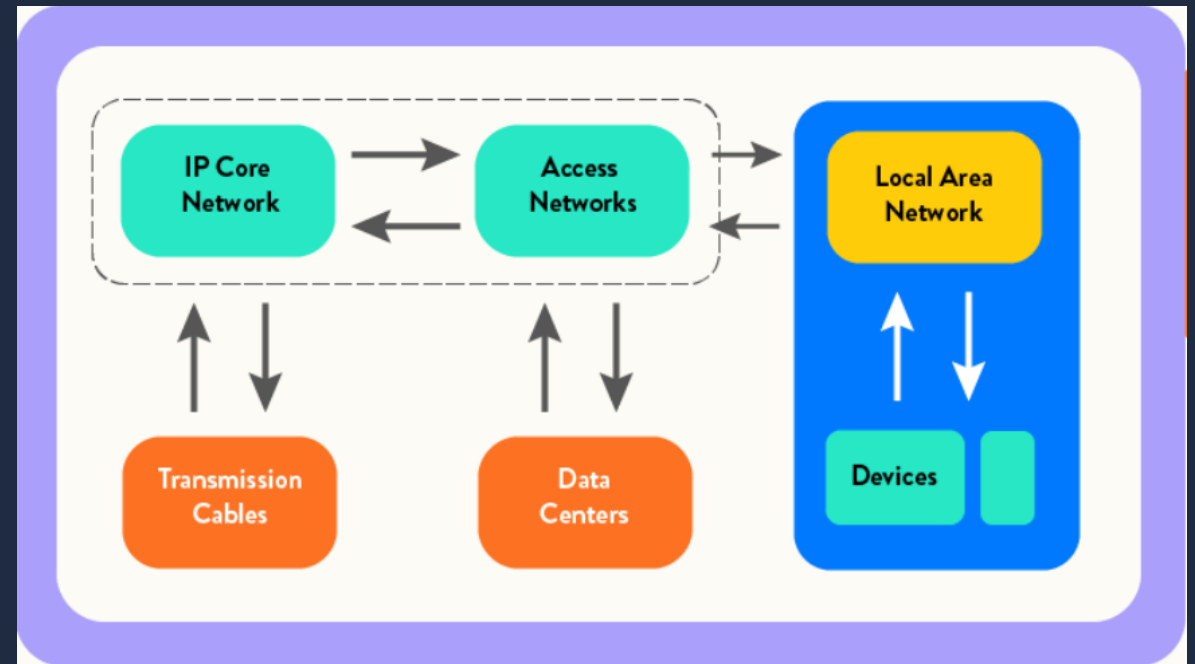 IP Core
Network
Access
Networks
Local Area
Network
Transmission
Cables
Data
Centers
Devices